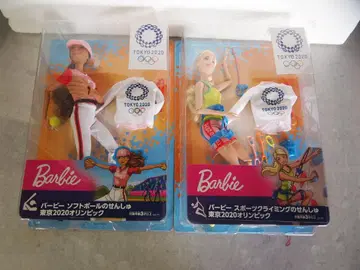 TOKYO 2020
TOKYO 2020
Barbie
バービー ソフトボールのせんしゅ
東京2020オリンピック
TOKYO 2020
TOKYO 2020
Barbie
バービー スポーツクライミングのせんしゅ
東京2020オリンピック